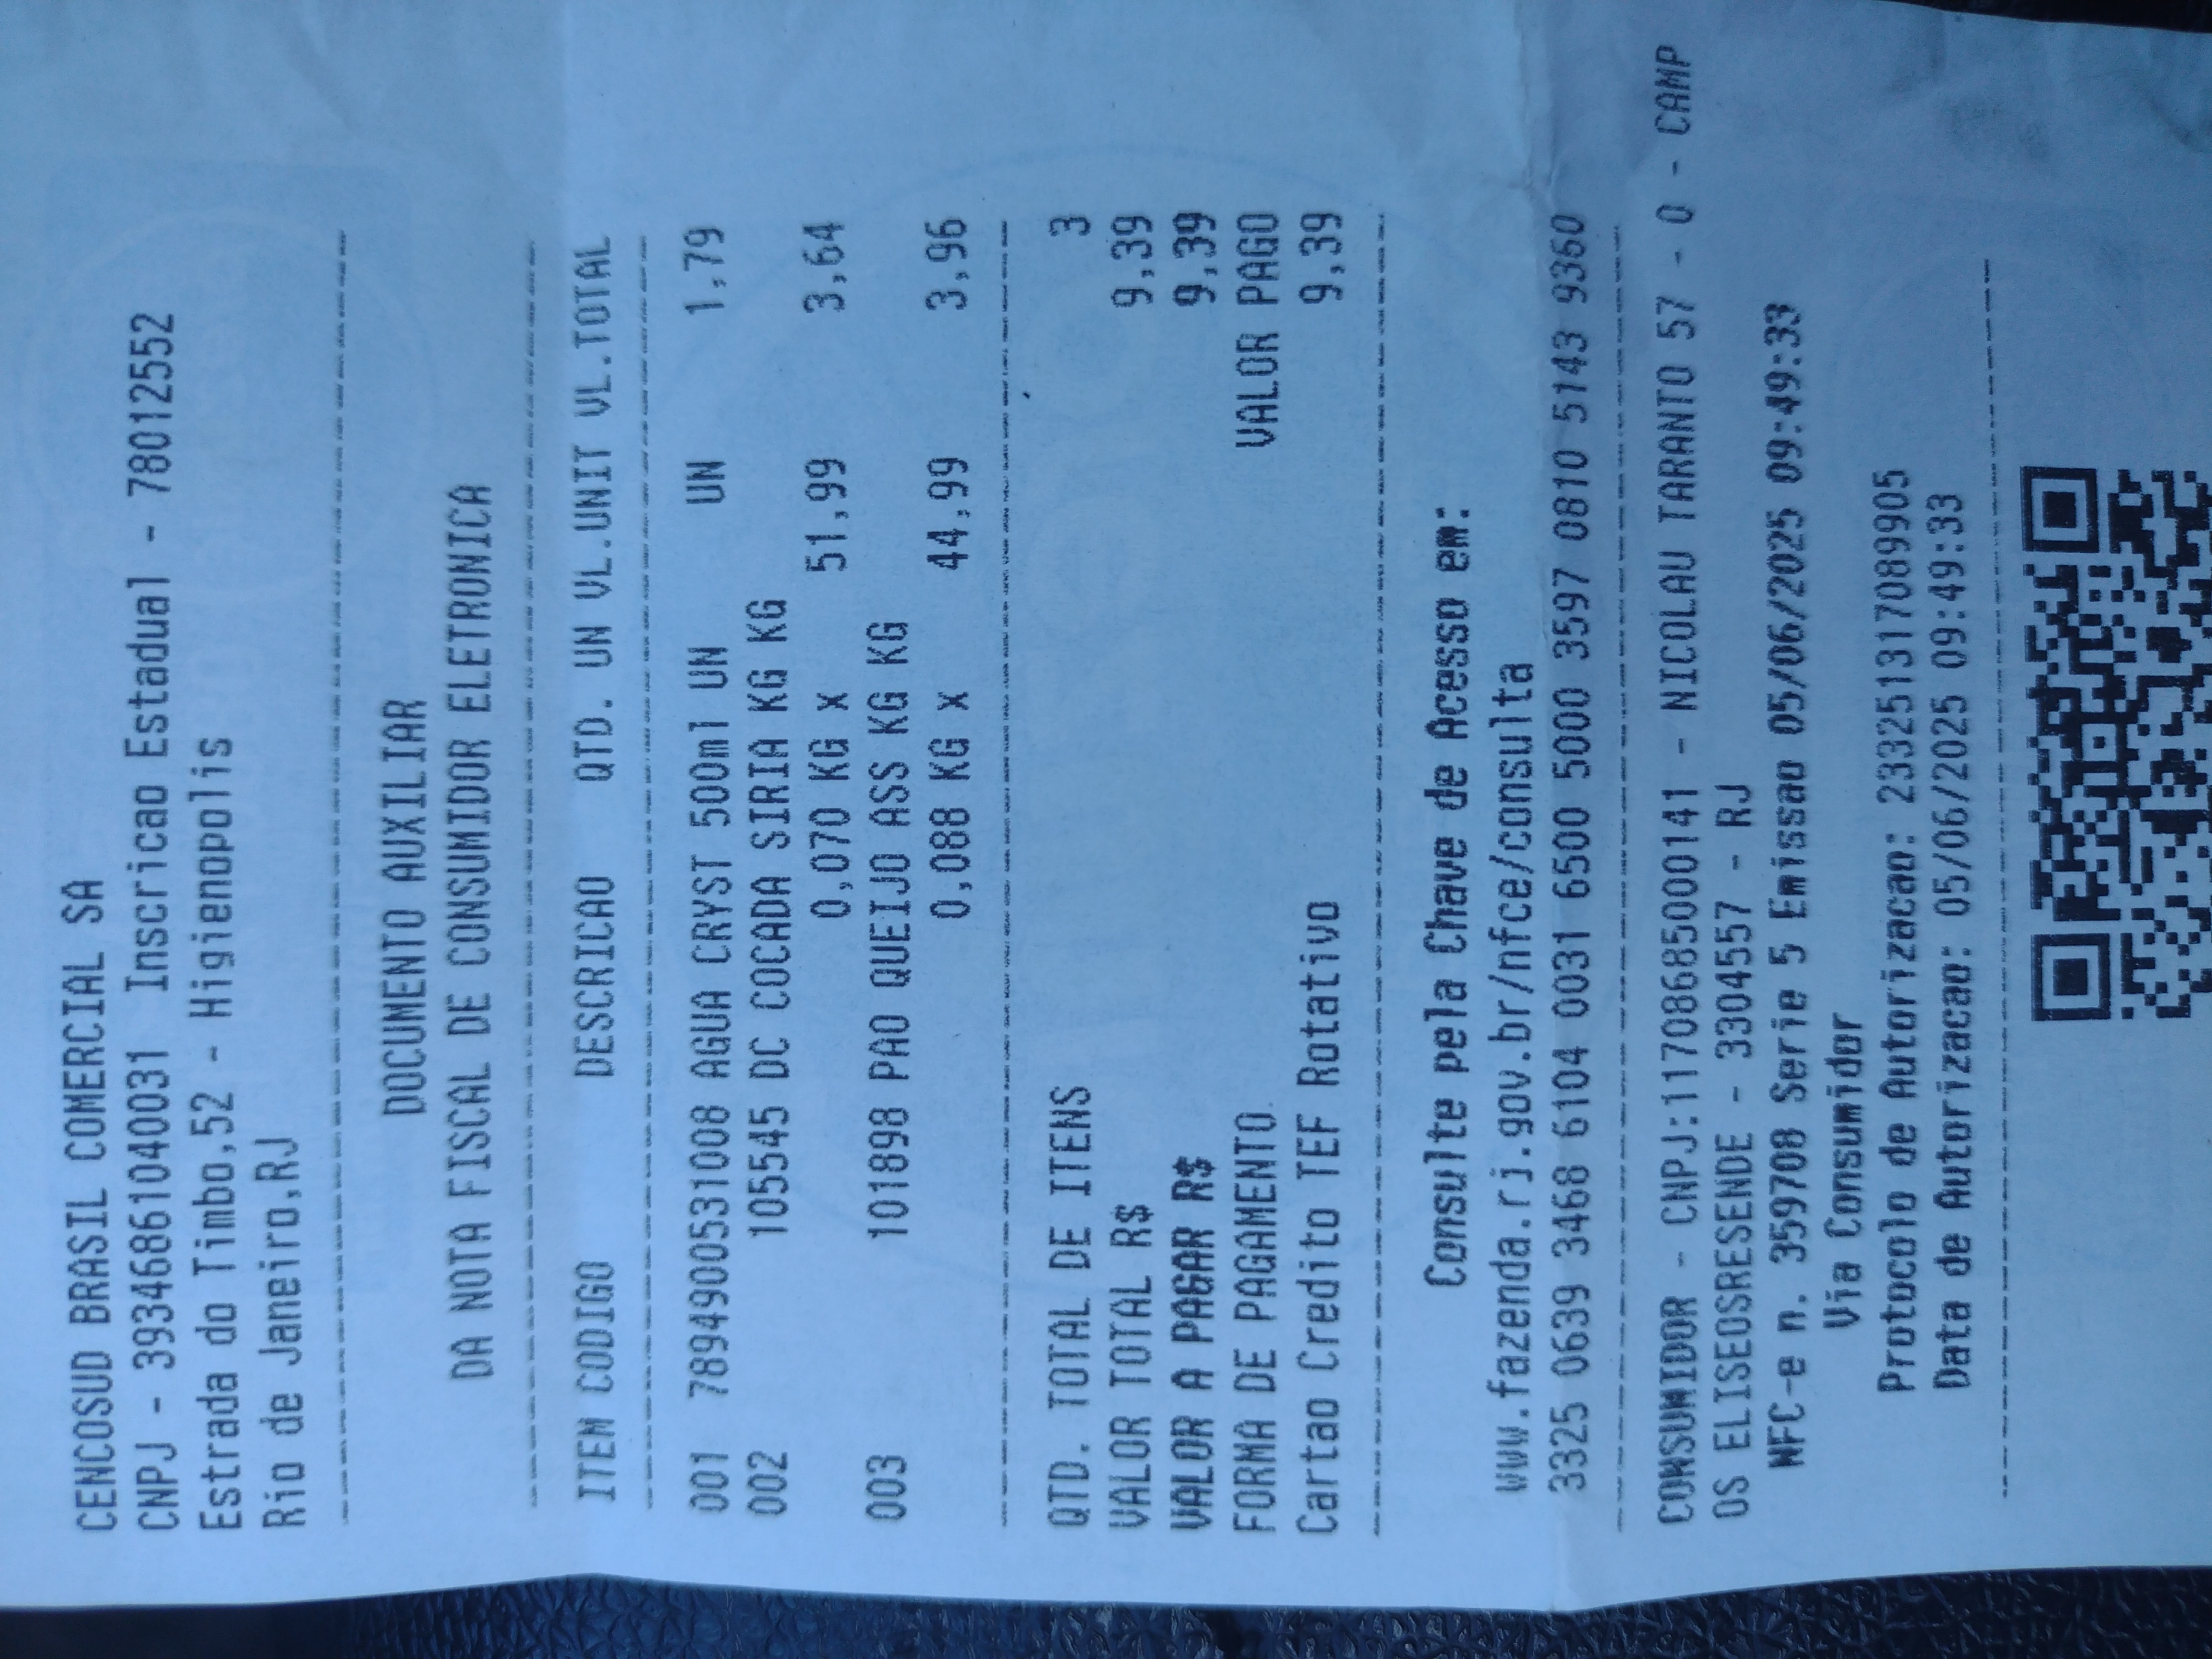 CENCOSUD BRASIL COMERCIAL SA
CNPJ - 39346861040031 Inscricao Estadual - 78012552
Estrada do Timbo,52 - Higienopolis
Rio de Janeiro,RJ
DOCUMENTO AUXILIAR
DA NOTA FISCAL DE CONSUMIDOR ELETRONICA
ITEM CODIGO DESCRICAO QTD. UN VL.UNIT VL.TOTAL
001 7894900531008 AGUA CRYST 500ml UN UN 1,79
002 105545 DC COCADA SIRIA KG KG
0,070 KG x 51,99 3,64
003 101898 PAO QUEIJO ASS KG KG
0,088 KG x 44,99 3,96
QTD. TOTAL DE ITENS 3
VALOR TOTAL R$ 9,39
VALOR A PAGAR R$ 9,39
FORMA DE PAGAMENTO VALOR PAGO
Cartao Credito TEF Rotativo 9,39
Consulte pela Chave de Acesso em:
www.fazenda.rj.gov.br/nfce/consulta
3325 0639 3468 6104 0031 6500 5000 3597 0810 5143 9360
CONSUMIDOR - CNPJ:11708685000141 - NICOLAU TARANTO 57 - 0 - CAMP
OS ELISEOSRESENDE - 3304557 - RJ
NFC-e n. 359708 Serie 5 Emissao 05/06/2025 09:49:33
Via Consumidor
Protocolo de Autorizacao: 233251317089905
Data de Autorizacao: 05/06/2025 09:49:33